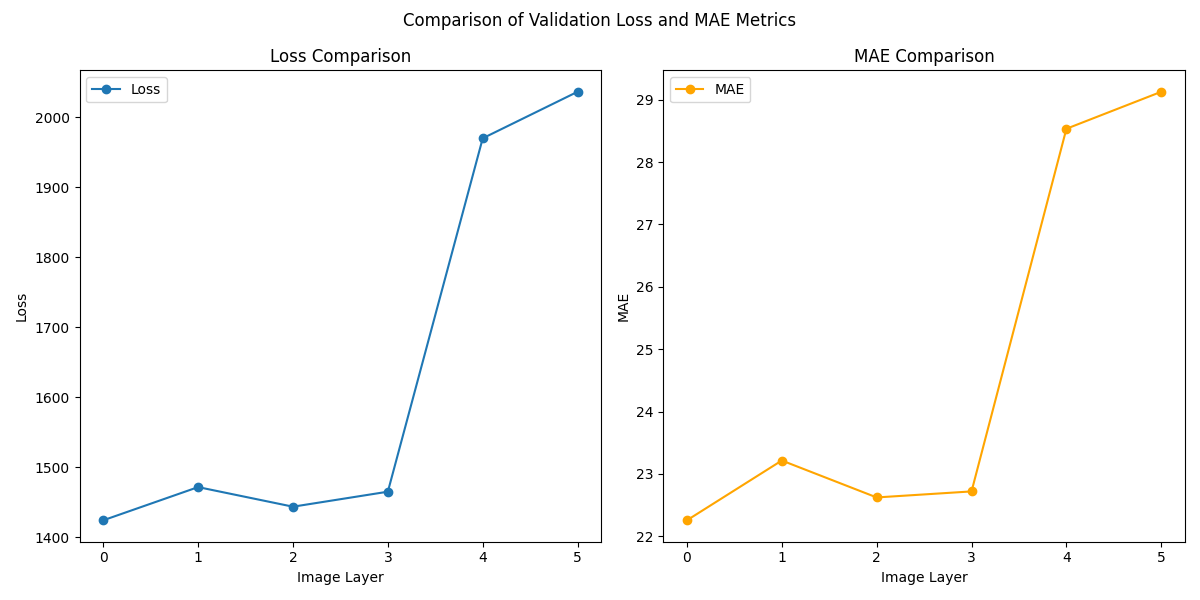 Comparison of Validation Loss and MAE Metrics
Loss Comparison
Loss
2000
1900
1800
1700
1600
1500
1400
Loss
0 1 2 3 4 5
Image Layer
MAE Comparison
MAE
29
28
27
26
25
24
23
22
MAE
0 1 2 3 4 5
Image Layer